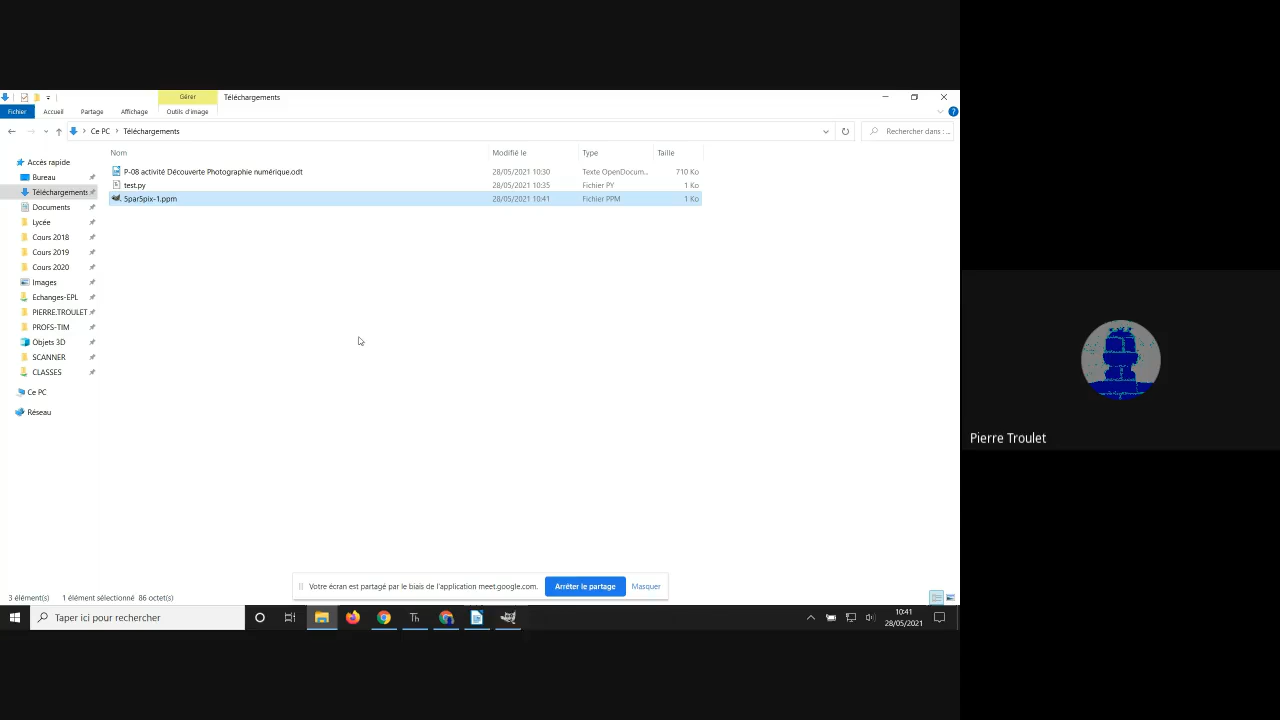 Gérer Téléchargements
Fichier Accueil Partage Affichage Outils d'image
Ce PC Téléchargements Rechercher dans : ...
Nom Modifié le Type Taille
Accès rapide
Bureau
Téléchargements
Documents
Lycée
Cours 2018
Cours 2019
Cours 2020
Images
Echanges-EPL
PIERRE.TROULET
PROFS-TIM
Objets 3D
SCANNER
CLASSES
Ce PC
Réseau
P-08 activité Découverte Photographie numérique.odt 28/05/2021 10:30 Texte OpenDocum... 710 Ko
test.py 28/05/2021 10:35 Fichier PY 1 Ko
5par5pix-1.ppm 28/05/2021 10:41 Fichier PPM 1 Ko
Pierre Troulet
Votre écran est partagé par le biais de l'application meet.google.com. Arrêter le partage Masquer
3 élément(s) 1 élément sélectionné 86 octet(s)
Taper ici pour rechercher
Th
10:41
28/05/2021